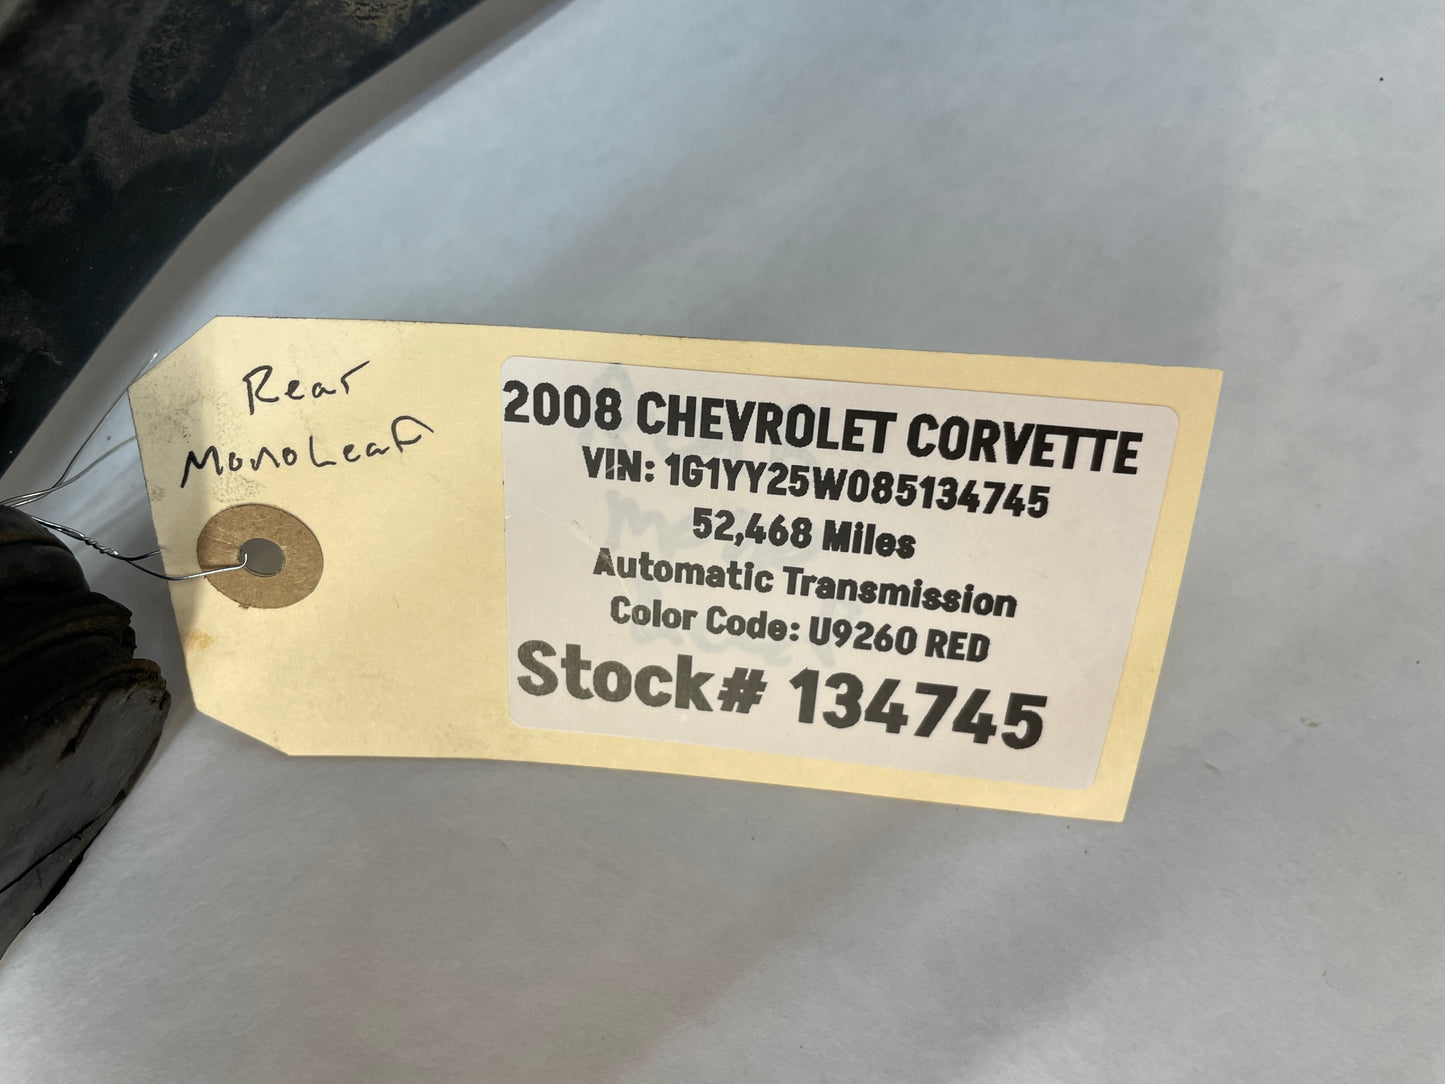 Rear
MonoLeaf
2008 CHEVROLET CORVETTE
VIN: 1G1YY25W085134745
52,468 Miles
Automatic Transmission
Color Code: U9260 RED
Stock# 134745